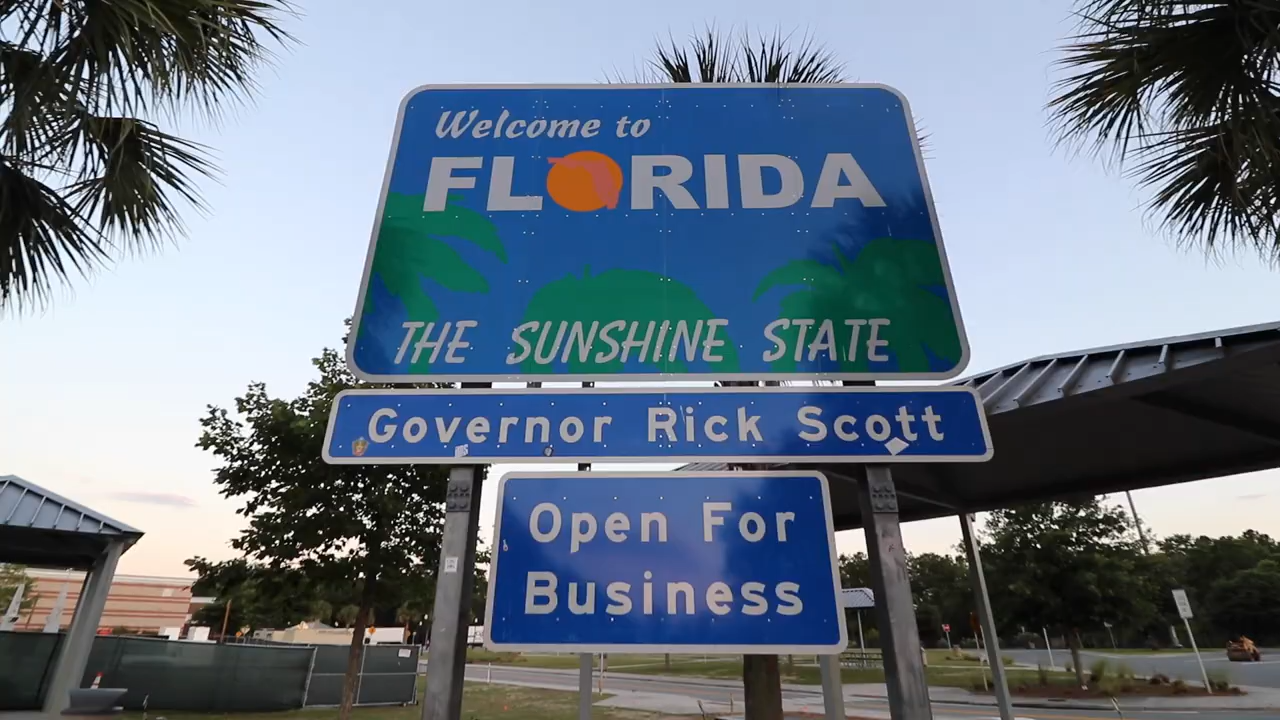 Welcome to
FLORIDA
THE SUNSHINE STATE
Governor Rick Scott
Open For
Business